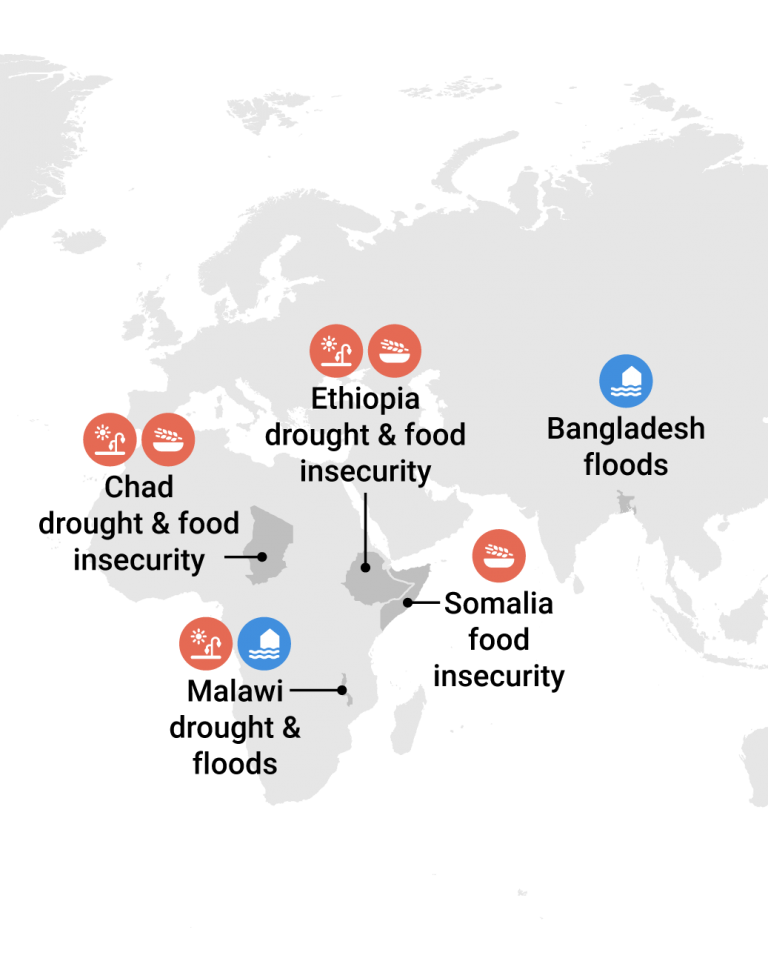 Ethiopia
drought & food
insecurity
Bangladesh
floods
Chad
drought & food
insecurity
Somalia
food
insecurity
Malawi
drought &
floods